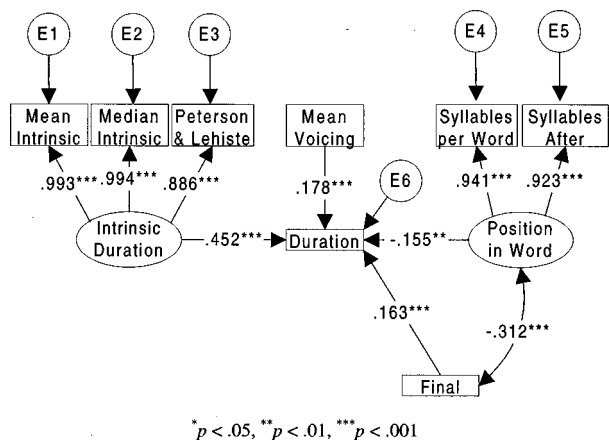 E1
E2
E3
E4
E5
Mean
Intrinsic
Median
Intrinsic
Peterson
& Lehiste
Mean
Voicing
Syllables
per Word
Syllables
After
.993***
.994***
.886***
.178***
E6
.941***
.923***
Intrinsic
Duration
.452***
Duration
-.155**
Position
in Word
.163***
-.312***
Final
*p < .05, **p < .01, ***p < .001